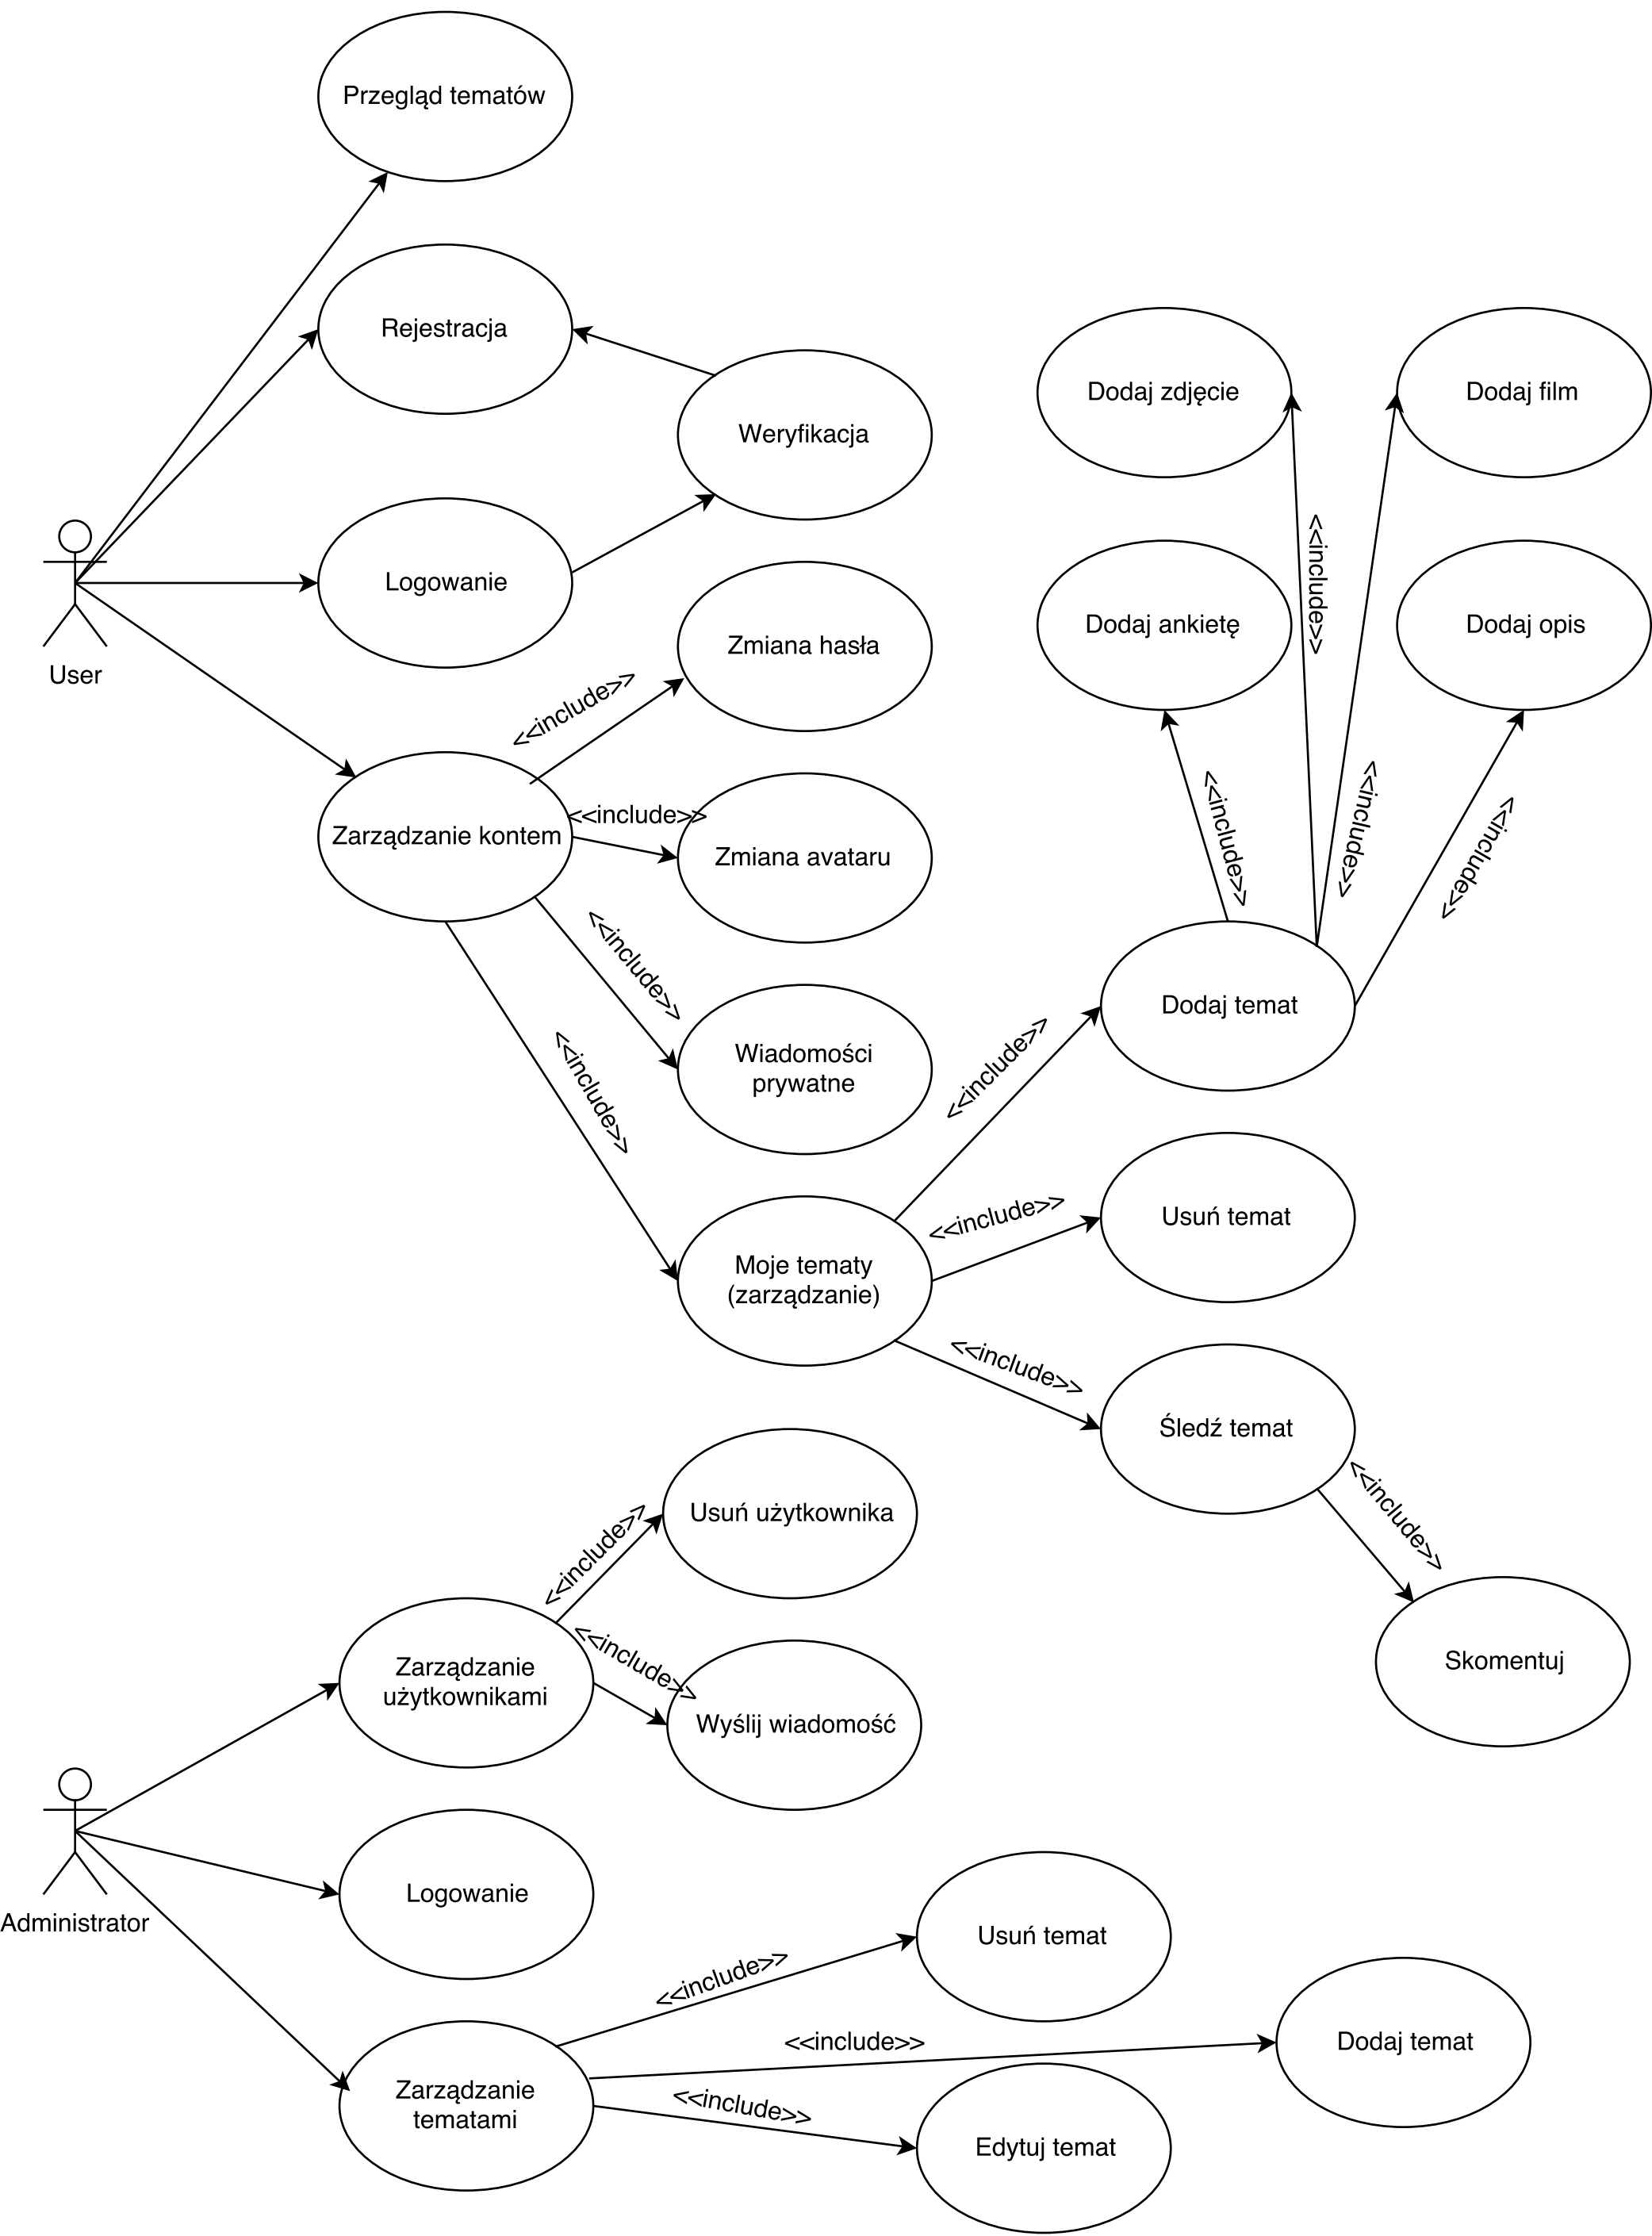 Przegląd tematów
Rejestracja
Weryfikacja
Dodaj zdjęcie
Dodaj film
<<include>>
Logowanie
User
Zmiana hasła
Dodaj ankietę
Dodaj opis
<<include>>
<<include>>
Zarządzanie kontem
Zmiana avataru
<<include>>
<<include>>
<<include>>
<<include>>
<<include>>
Wiadomości
prywatne
<<include>>
Dodaj temat
Moje tematy
(zarządzanie)
<<include>>
Usuń temat
<<include>>
Śledź temat
<<include>>
Skomentuj
Usuń użytkownika
<<include>>
Zarządzanie
użytkownikami
<<include>>
Wyślij wiadomość
Administrator
Logowanie
<<include>>
Usuń temat
<<include>>
Dodaj temat
Zarządzanie
tematami
<<include>>
Edytuj temat